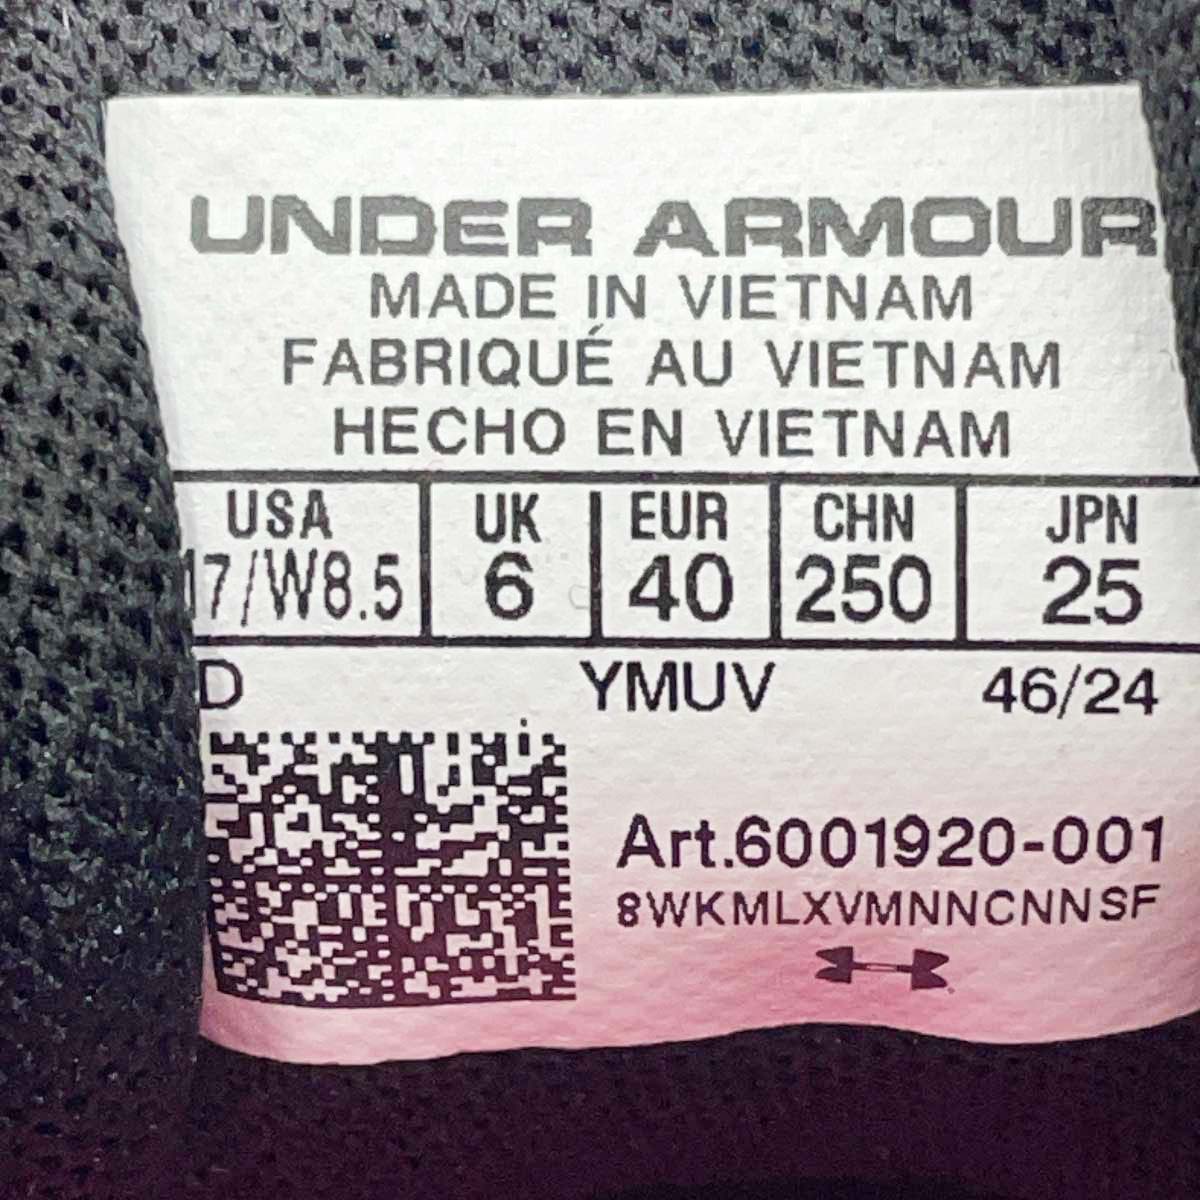 UNDER ARMOUR
MADE IN VIETNAM
FABRIQUÉ AU VIETNAM
HECHO EN VIETNAM
USA UK EUR CHN JPN
7/W8.5 6 40 250 25
D YMUV 46/24
Art.6001920-001
8WKMLXVMNNCNNSF